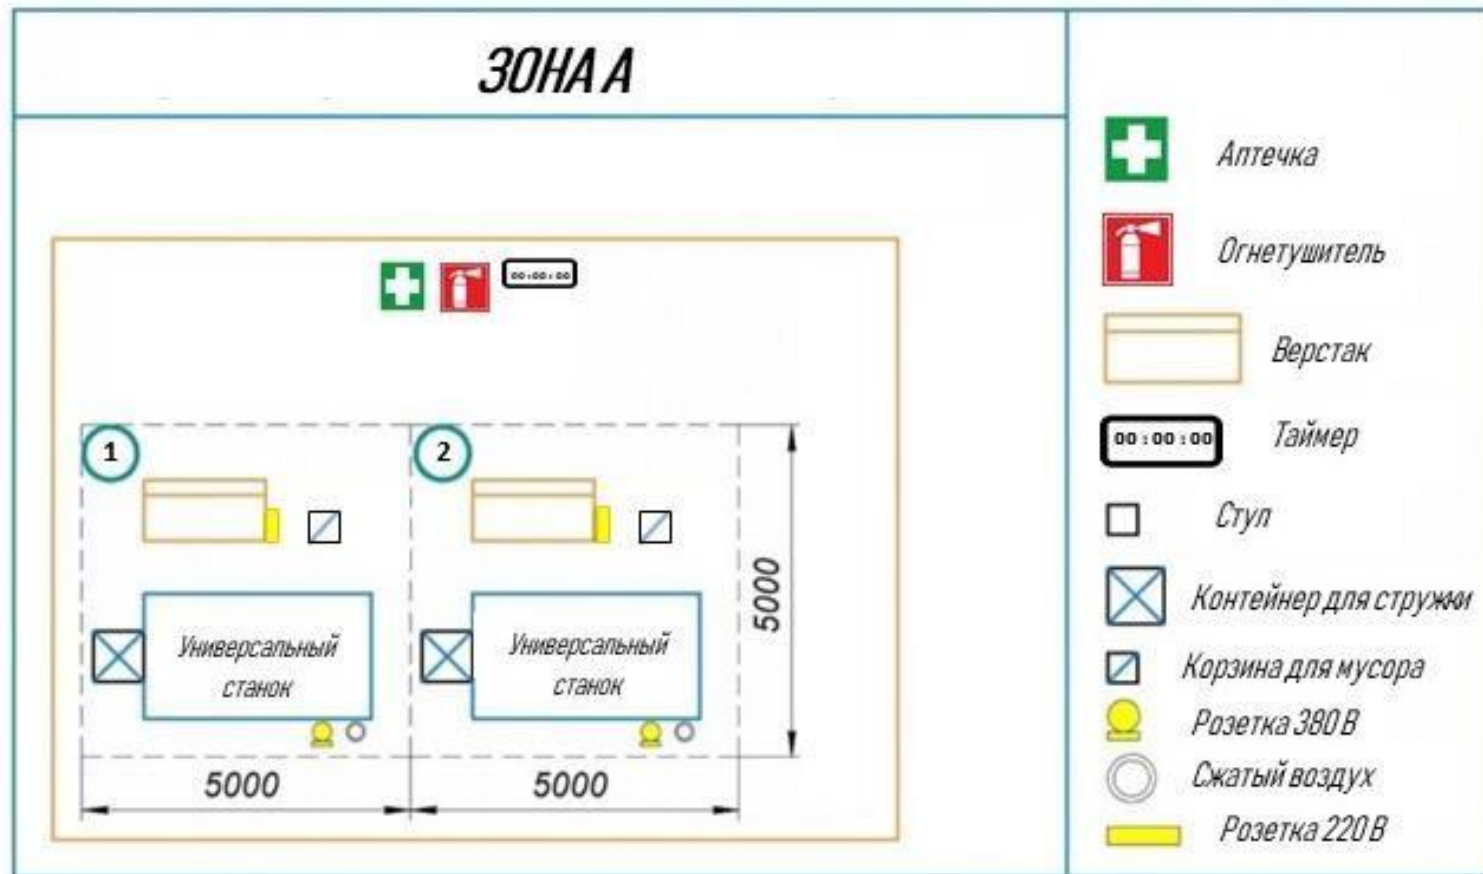 ЗОНА А
Аптечка
Огнетушитель
Верстак
00:00:00
Таймер
Стул
Контейнер для стружки
Корзина для мусора
Розетка 380 В
Сжатый воздух
Розетка 220 В
00:00:00
1
2
Универсальный
станок
Универсальный
станок
5000
5000
5000